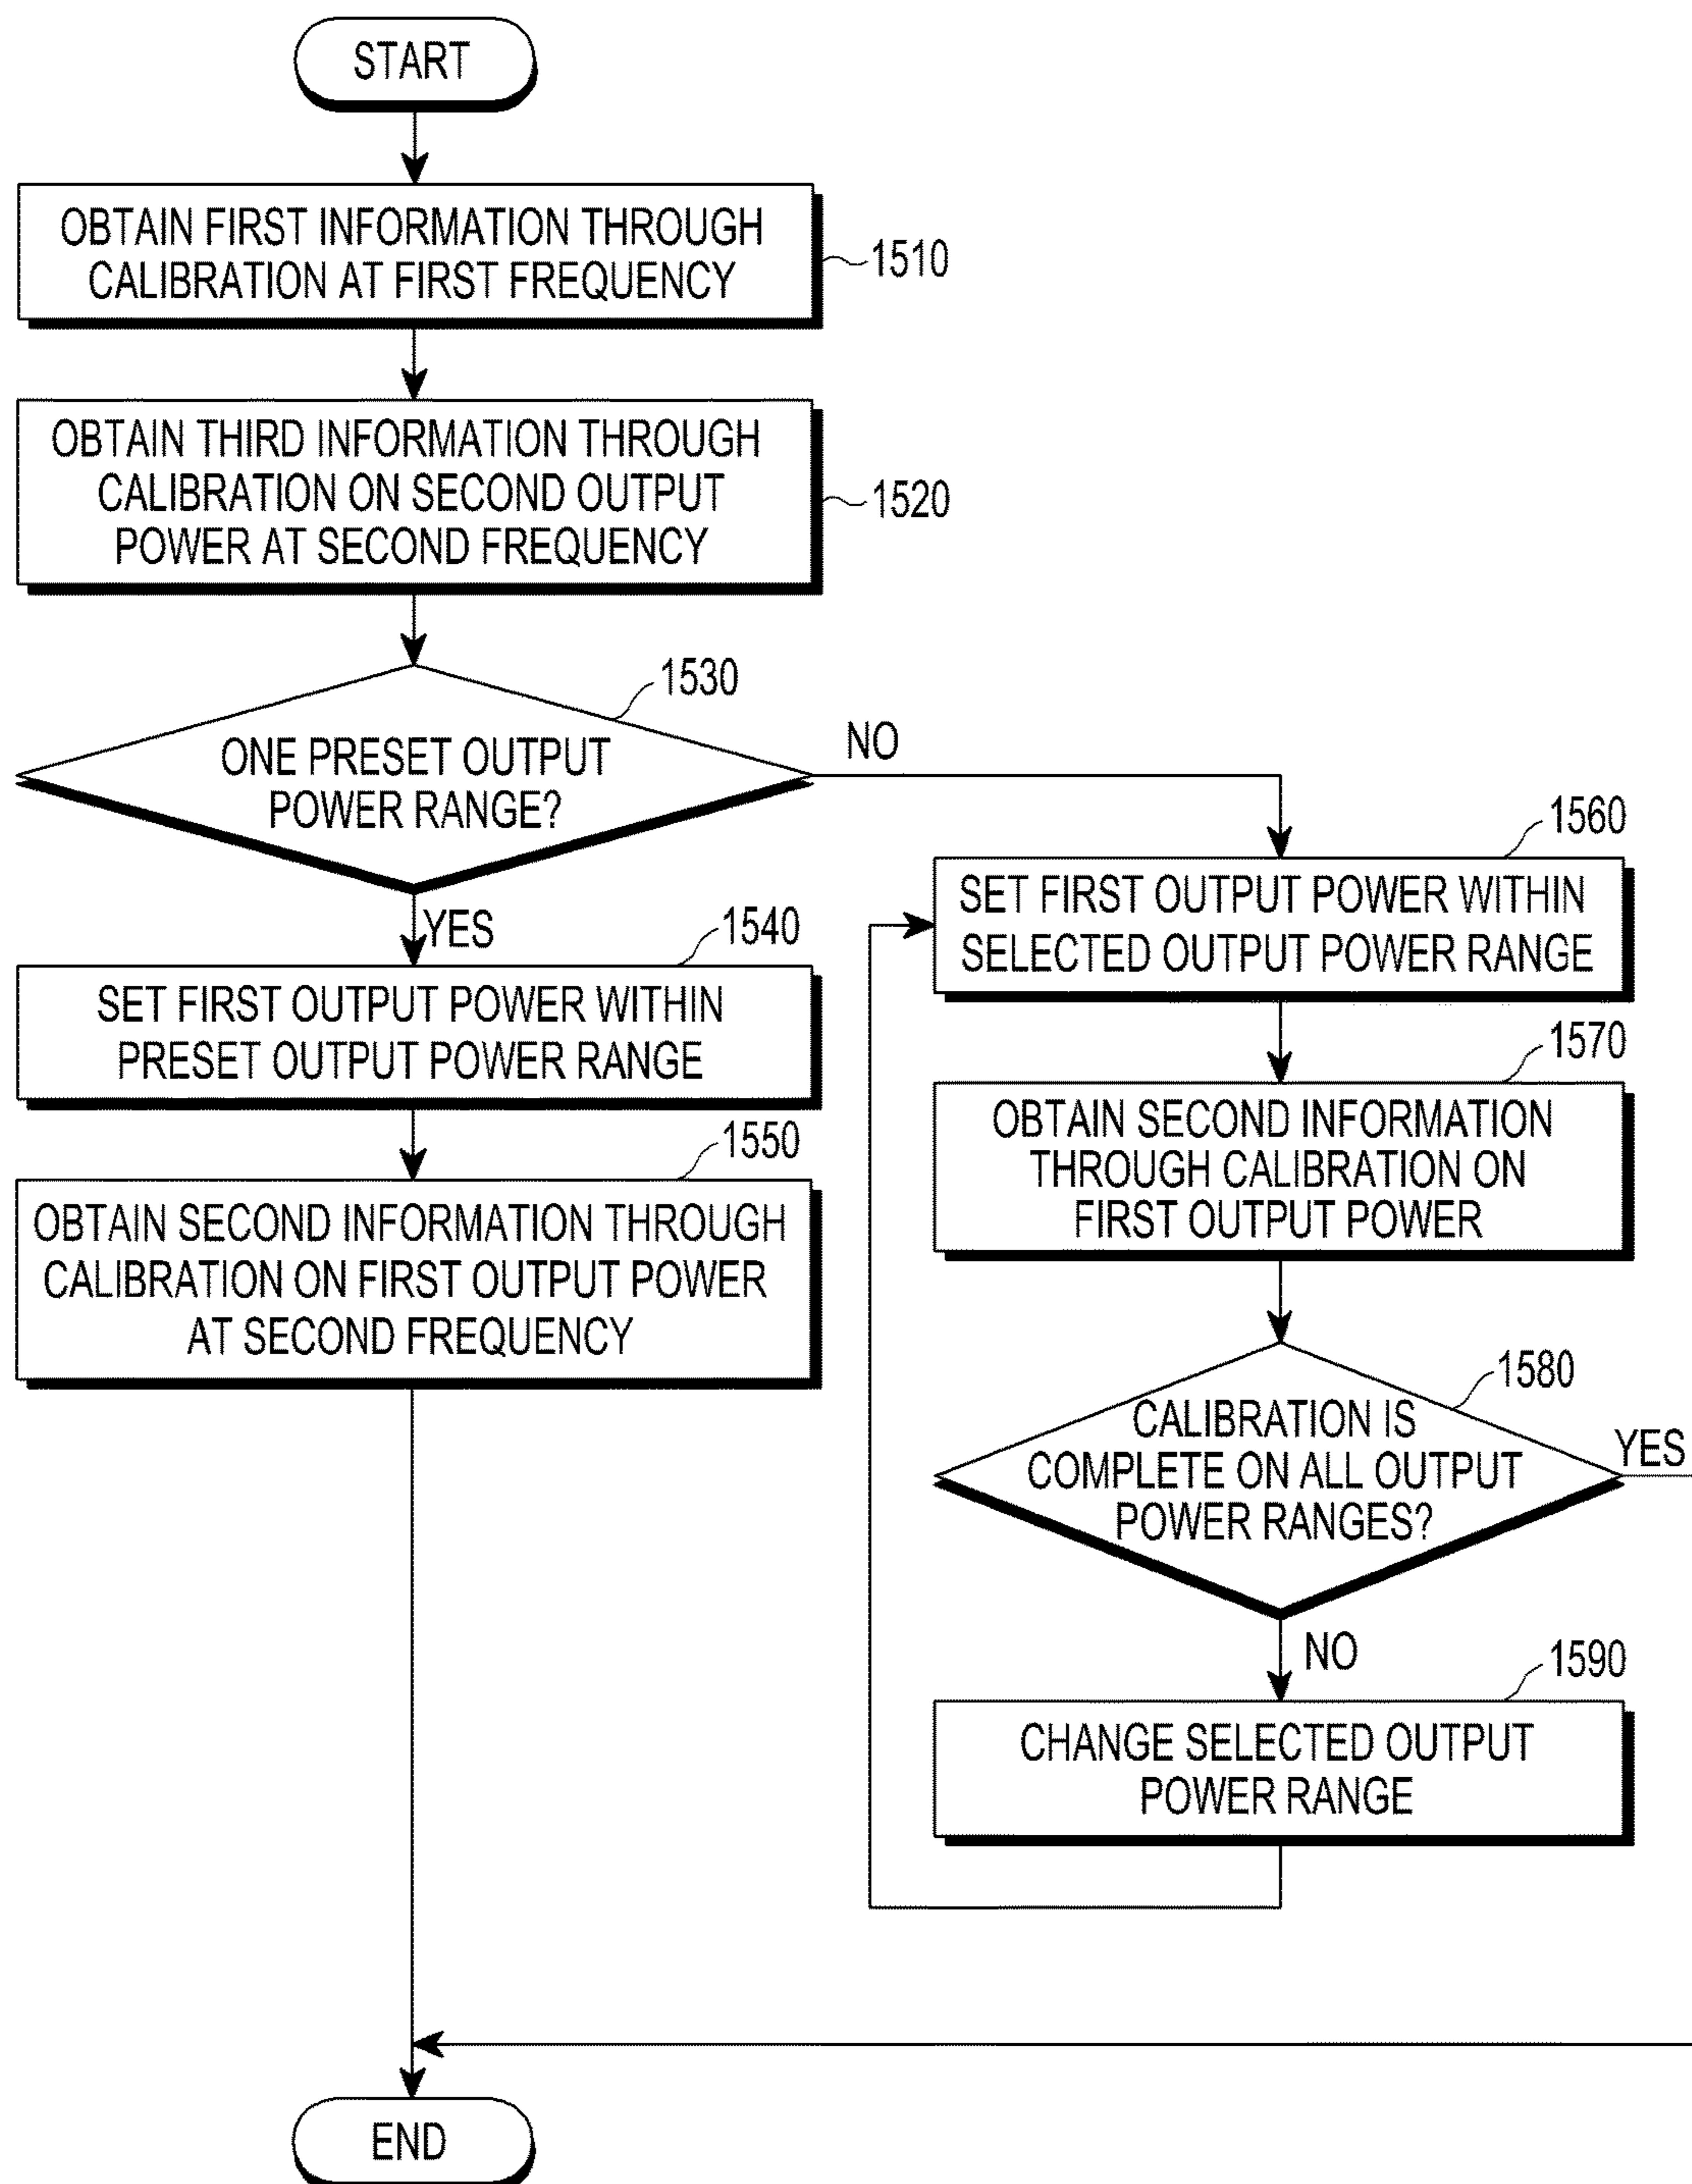 START
OBTAIN FIRST INFORMATION THROUGH
CALIBRATION AT FIRST FREQUENCY
1510
OBTAIN THIRD INFORMATION THROUGH
CALIBRATION ON SECOND OUTPUT
POWER AT SECOND FREQUENCY
1520
1530
ONE PRESET OUTPUT
POWER RANGE?
NO
YES
1540
SET FIRST OUTPUT POWER WITHIN
PRESET OUTPUT POWER RANGE
1550
OBTAIN SECOND INFORMATION THROUGH
CALIBRATION ON FIRST OUTPUT POWER
AT SECOND FREQUENCY
1560
SET FIRST OUTPUT POWER WITHIN
SELECTED OUTPUT POWER RANGE
1570
OBTAIN SECOND INFORMATION
THROUGH CALIBRATION ON
FIRST OUTPUT POWER
1580
CALIBRATION IS
COMPLETE ON ALL OUTPUT
POWER RANGES?
YES
NO
1590
CHANGE SELECTED OUTPUT
POWER RANGE
END